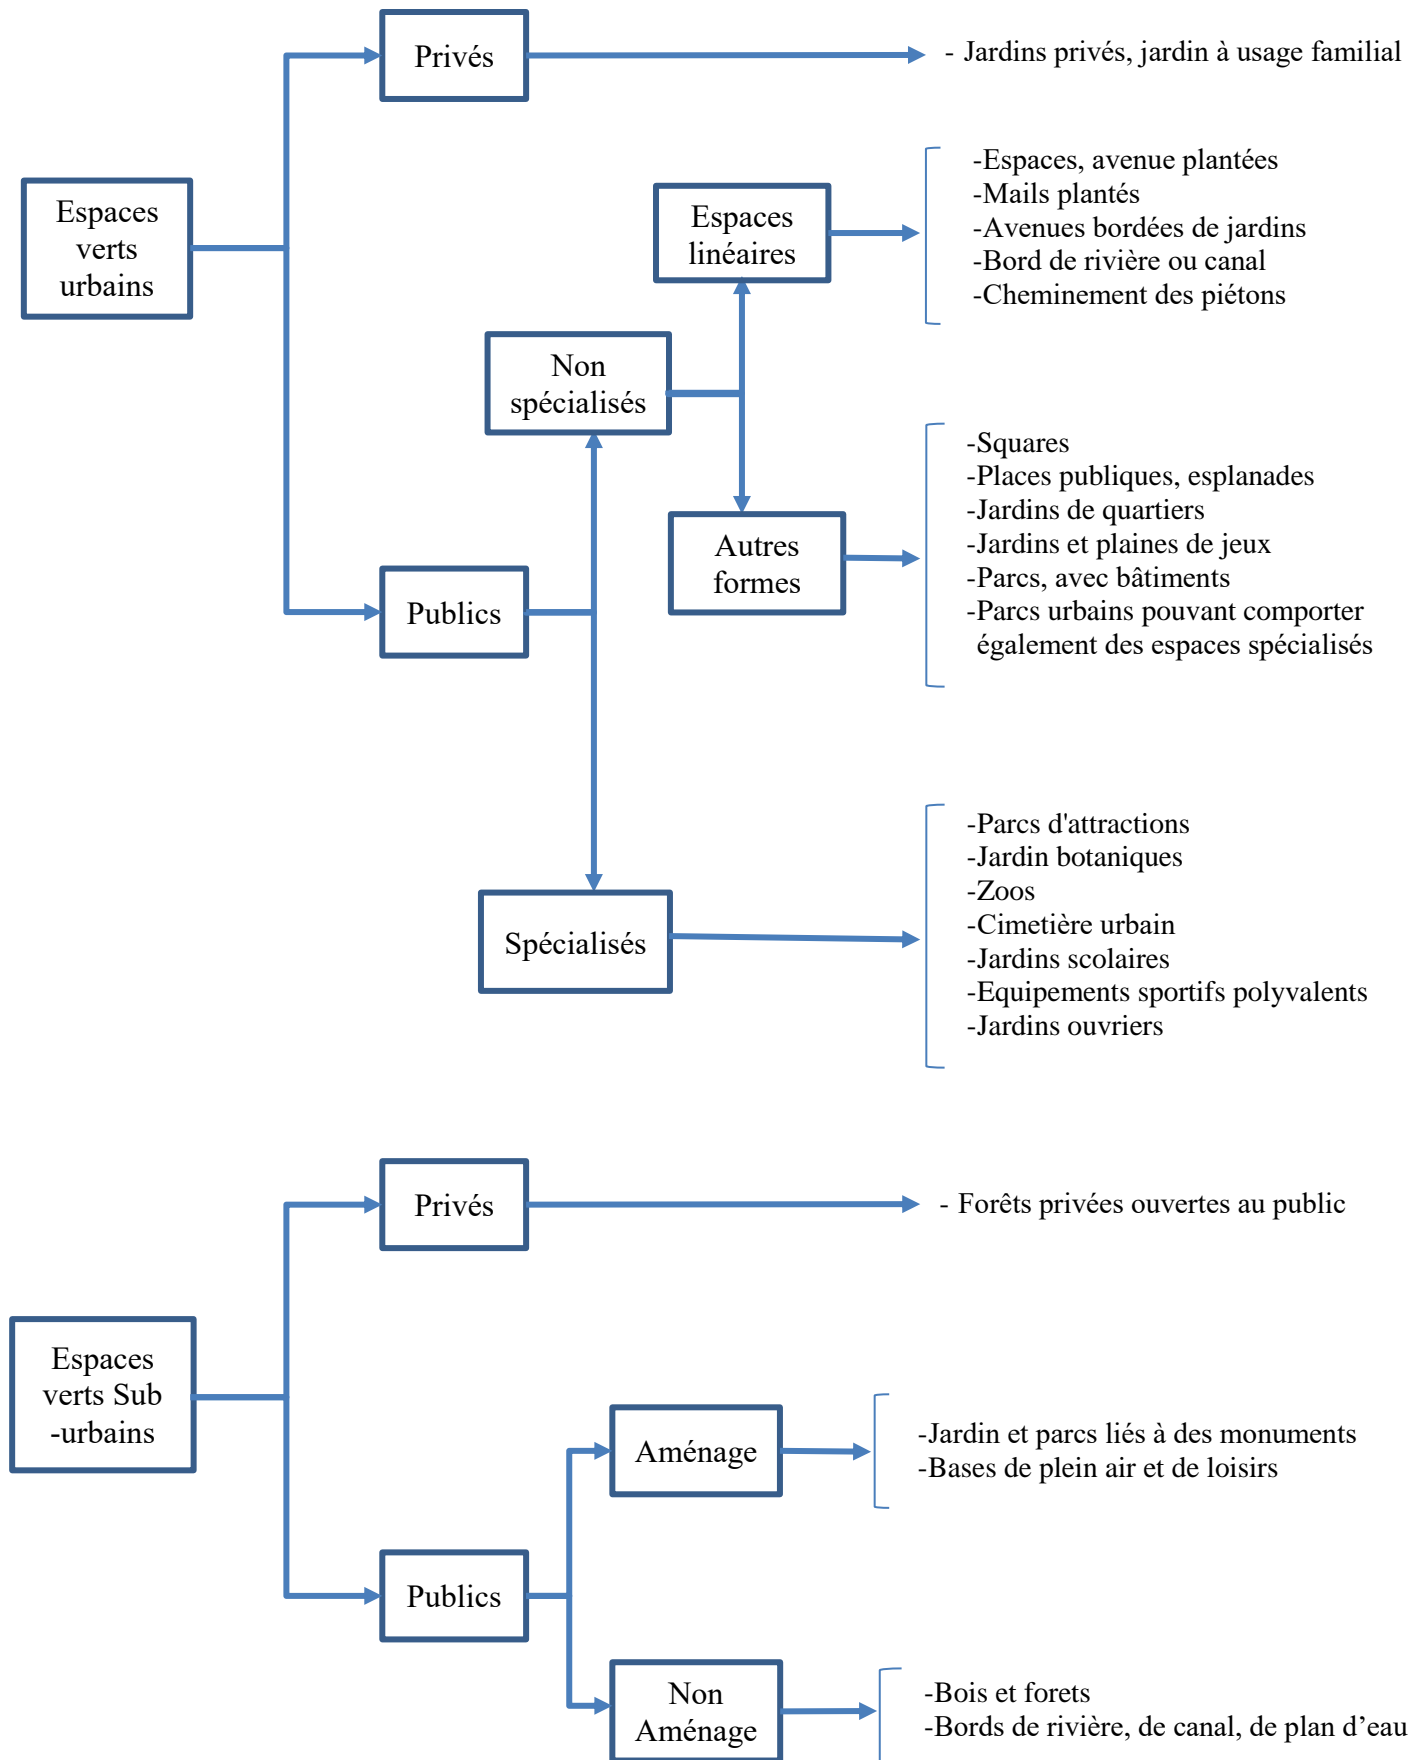 Privés
- Jardins privés, jardin à usage familial
Espaces
verts
urbains
Espaces
linéaires
-Espaces, avenue plantées
-Mails plantés
-Avenues bordées de jardins
-Bord de rivière ou canal
-Cheminement des piétons
Non
spécialisés
Autres
formes
-Squares
-Places publiques, esplanades
-Jardins de quartiers
-Jardins et plaines de jeux
-Parcs, avec bâtiments
-Parcs urbains pouvant comporter
également des espaces spécialisés
Publics
Spécialisés
-Parcs d'attractions
-Jardin botaniques
-Zoos
-Cimetière urbain
-Jardins scolaires
-Equipements sportifs polyvalents
-Jardins ouvriers
Privés
- Forêts privées ouvertes au public
Espaces
verts Sub
-urbains
Aménage
-Jardin et parcs liés à des monuments
-Bases de plein air et de loisirs
Publics
Non
Aménage
-Bois et forets
-Bords de rivière, de canal, de plan d’eau